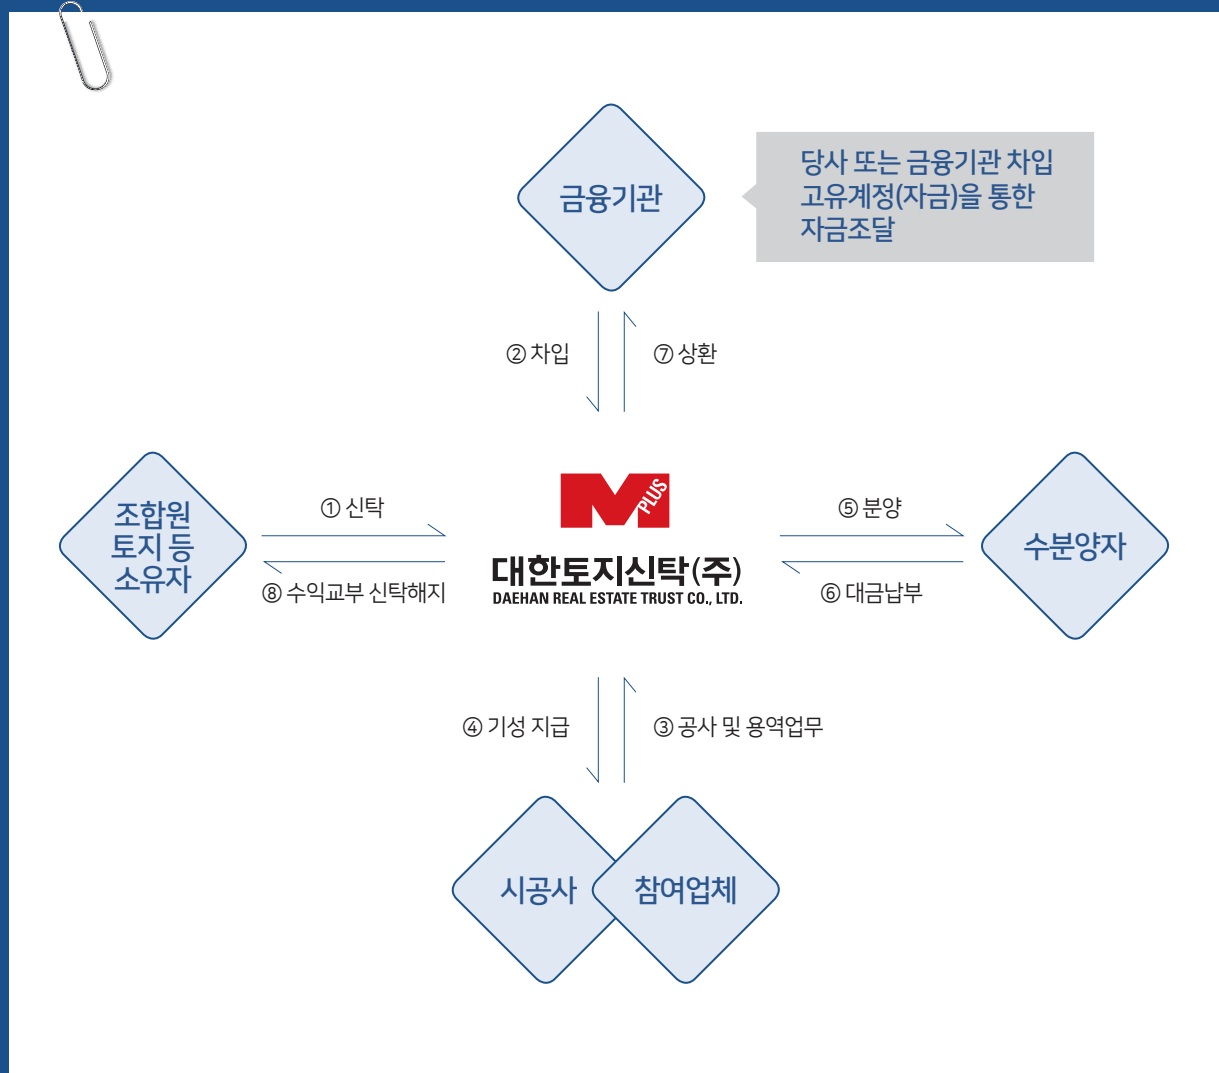 금융기관
당사 또는 금융기관 차입
고유계정(자금)을 통한
자금조달
② 차입
⑦ 상환
조합원
토지 등
소유자
① 신탁
⑧ 수익교부 신탁해지
M PLUS
대한토지신탁(주)
DAEHAN REAL ESTATE TRUST CO., LTD.
⑤ 분양
⑥ 대금납부
수분양자
④ 기성 지급
③ 공사 및 용역업무
시공사
참여업체